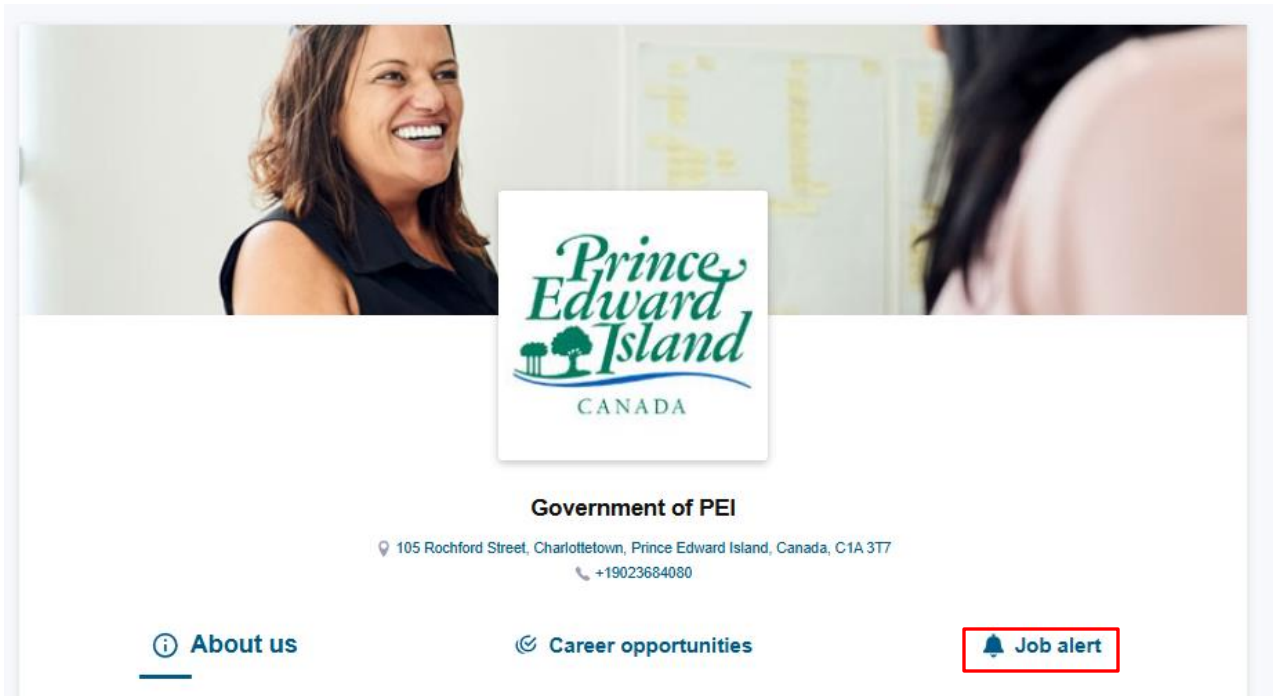 Prince
Edward
Island
CANADA
Government of PEI
105 Rochford Street, Charlottetown, Prince Edward Island, Canada, C1A 3T7
+19023684080
About us
Career opportunities
Job alert